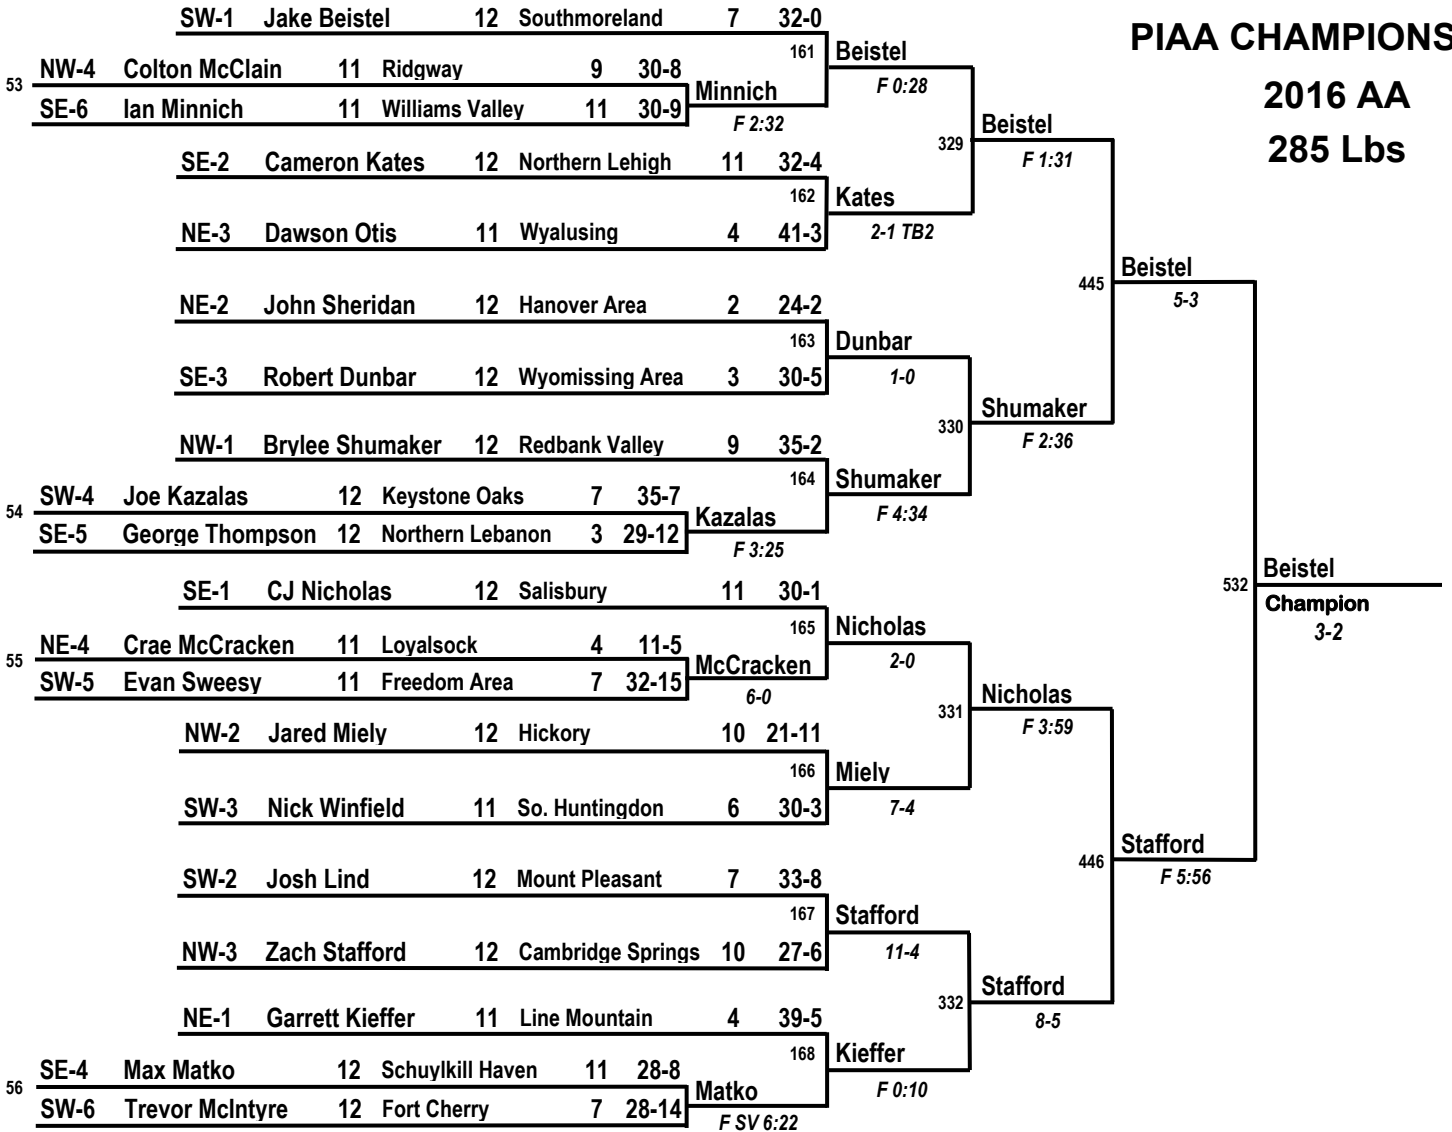 PIAA CHAMPIONS
2016 AA
285 Lbs
SW-1 Jake Beistel 12 Southmoreland 7 32-0
161 Beistel
F 0:28
53 NW-4 Colton McClain 11 Ridgway 9 30-8
SE-6 Ian Minnich 11 Williams Valley 11 30-9
Minnich
F 2:32
329 Beistel
F 1:31
SE-2 Cameron Kates 12 Northern Lehigh 11 32-4
162 Kates
2-1 TB2
NE-3 Dawson Otis 11 Wyalusing 4 41-3
445 Beistel
5-3
NE-2 John Sheridan 12 Hanover Area 2 24-2
163 Dunbar
1-0
SE-3 Robert Dunbar 12 Wyomissing Area 3 30-5
330 Shumaker
F 2:36
NW-1 Brylee Shumaker 12 Redbank Valley 9 35-2
164 Shumaker
F 4:34
54 SW-4 Joe Kazalas 12 Keystone Oaks 7 35-7
SE-5 George Thompson 12 Northern Lebanon 3 29-12
Kazalas
F 3:25
532 Beistel
Champion
3-2
SE-1 CJ Nicholas 12 Salisbury 11 30-1
165 Nicholas
2-0
55 NE-4 Crae McCracken 11 Loyalsock 4 11-5
SW-5 Evan Sweesy 11 Freedom Area 7 32-15
McCracken
6-0
331 Nicholas
F 3:59
NW-2 Jared Miely 12 Hickory 10 21-11
166 Miely
7-4
SW-3 Nick Winfield 11 So. Huntingdon 6 30-3
446 Stafford
F 5:56
SW-2 Josh Lind 12 Mount Pleasant 7 33-8
167 Stafford
11-4
NW-3 Zach Stafford 12 Cambridge Springs 10 27-6
332 Stafford
8-5
NE-1 Garrett Kieffer 11 Line Mountain 4 39-5
168 Kieffer
F 0:10
56 SE-4 Max Matko 12 Schuylkill Haven 11 28-8
SW-6 Trevor McIntyre 12 Fort Cherry 7 28-14
Matko
F SV 6:22